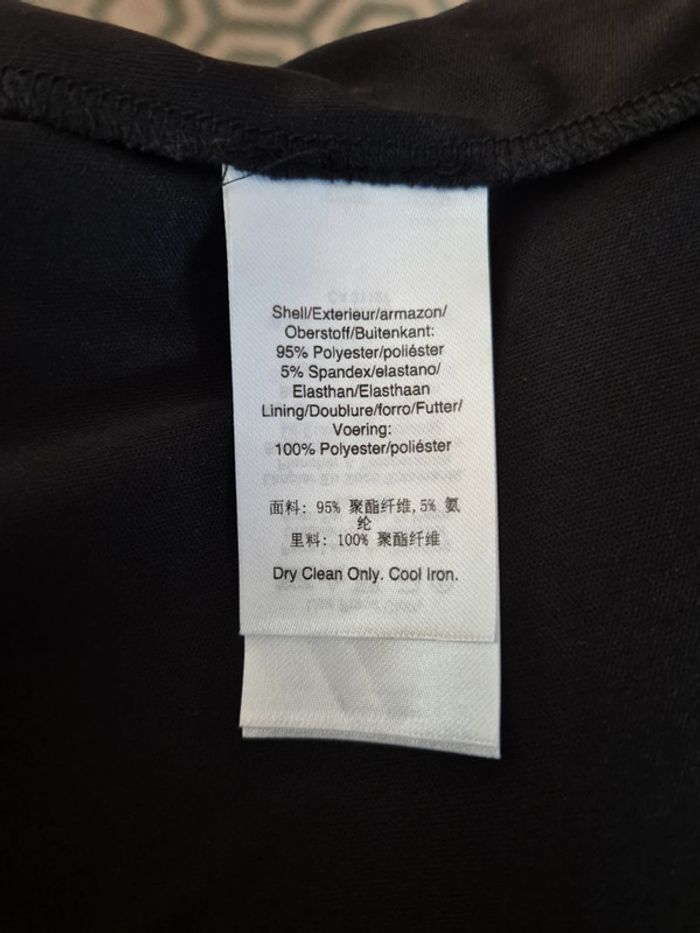 Shell/Exterieur/armazon/
Oberstoff/Buitenkant:
95% Polyester/poliéster
5% Spandex/elastano/
Elasthan/Elasthaan
Lining/Doublure/forro/Futter/
Voering:
100% Polyester/poliéster
面料: 95% 聚酯纤维,5% 氨
纶
里料: 100% 聚酯纤维
Dry Clean Only. Cool Iron.